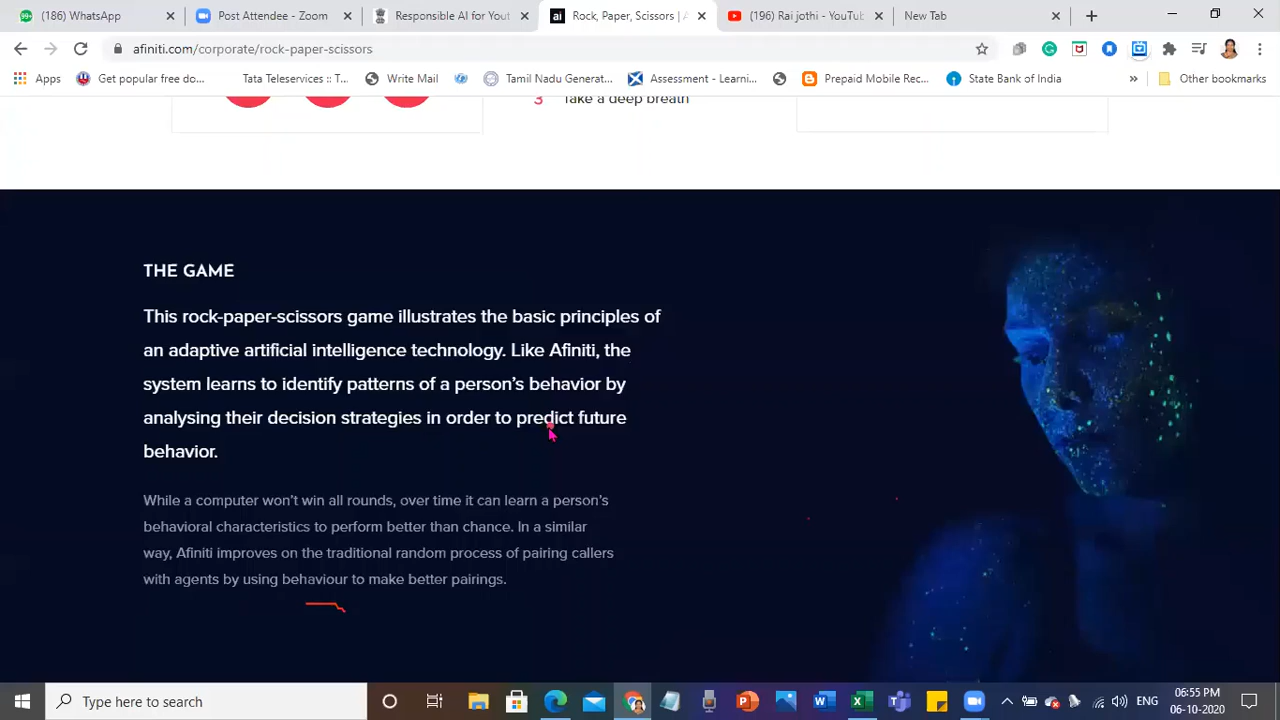 (186) WhatsApp
Post Attendee - Zoom
Responsible AI for Yout
Rock, Paper, Scissors | A
(196) Rai jothi - YouTube
New Tab
afiniti.com/corporate/rock-paper-scissors
Apps
Get popular free do...
Tata Teleservices :: T...
Write Mail
Tamil Nadu Generat...
Assessment - Learni...
Prepaid Mobile Rec...
State Bank of India
»
Other bookmarks
3 Take a deep breath
THE GAME
This rock-paper-scissors game illustrates the basic principles of
an adaptive artificial intelligence technology. Like Afiniti, the
system learns to identify patterns of a person's behavior by
analysing their decision strategies in order to predict future
behavior.
While a computer won't win all rounds, over time it can learn a person's
behavioral characteristics to perform better than chance. In a similar
way, Afiniti improves on the traditional random process of pairing callers
with agents by using behaviour to make better pairings.
Type here to search
ENG
06:55 PM
06-10-2020